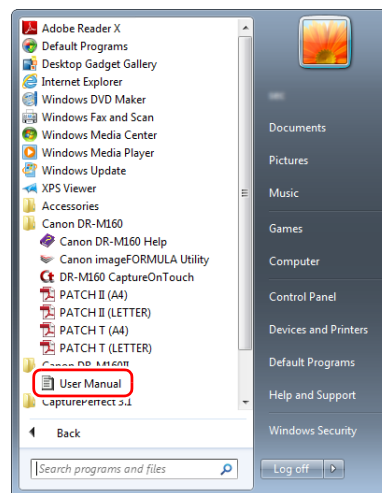 Adobe Reader X
Default Programs
Desktop Gadget Gallery
Internet Explorer
Windows DVD Maker
Windows Fax and Scan
Windows Media Center
Windows Media Player
Windows Update
XPS Viewer
Accessories
Canon DR-M160
Canon DR-M160 Help
Canon imageFORMULA Utility
DR-M160 CaptureOnTouch
PATCH II (A4)
PATCH II (LETTER)
PATCH T (A4)
PATCH T (LETTER)
Canon DR-M160II
User Manual
CapturePerfect 3.1
Back
Search programs and files
Documents
Pictures
Music
Games
Computer
Control Panel
Devices and Printers
Default Programs
Help and Support
Windows Security
Log off